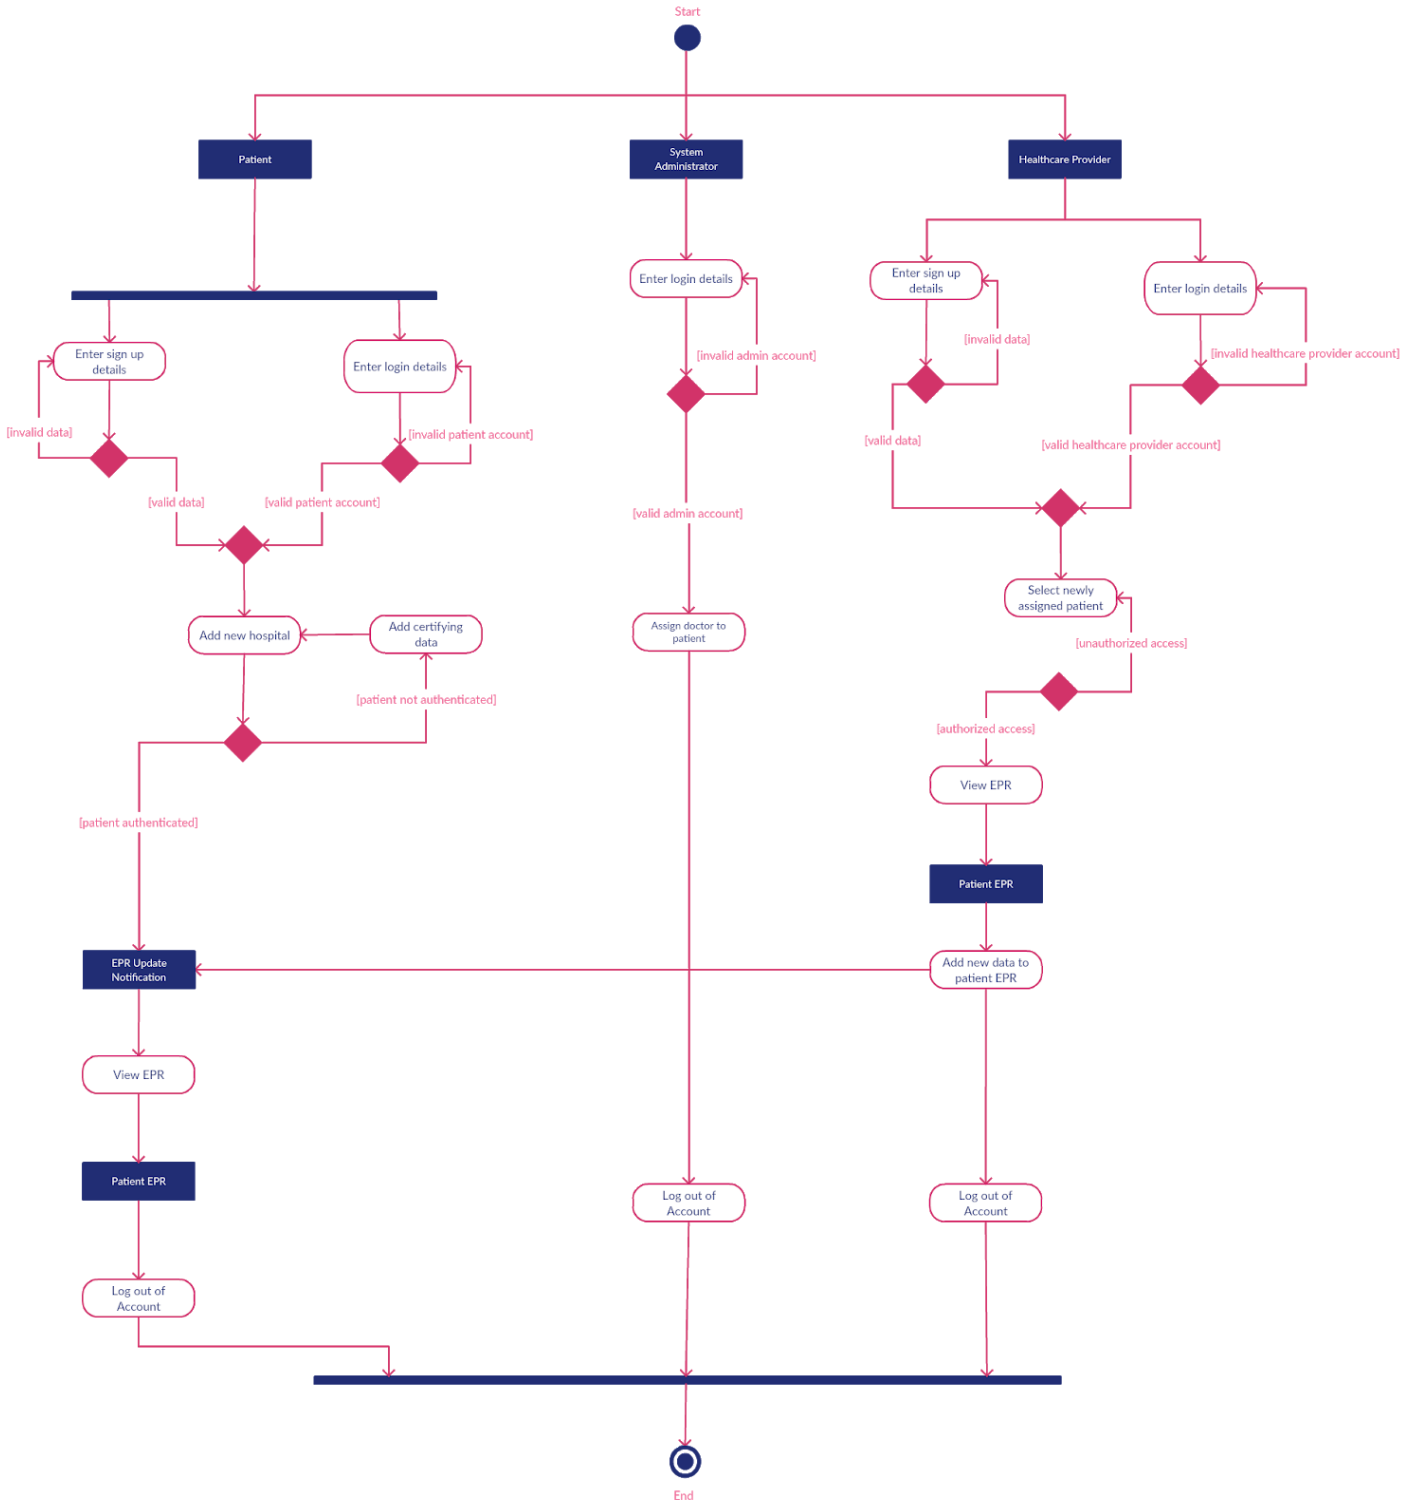 Start
Patient
System
Administrator
Healthcare Provider
Enter login details
Enter sign up
details
Enter login details
Enter sign up
details
Enter login details
[invalid data]
[invalid admin account]
[invalid healthcare provider account]
[invalid data]
[invalid patient account]
[valid data]
[valid healthcare provider account]
[valid data]
[valid patient account]
[valid admin account]
Select newly
assigned patient
Add new hospital
Add certifying
data
Assign doctor to
patient
[unauthorized access]
[patient not authenticated]
[authorized access]
View EPR
[patient authenticated]
Patient EPR
EPR Update
Notification
Add new data to
patient EPR
View EPR
Patient EPR
Log out of
Account
Log out of
Account
Log out of
Account
End